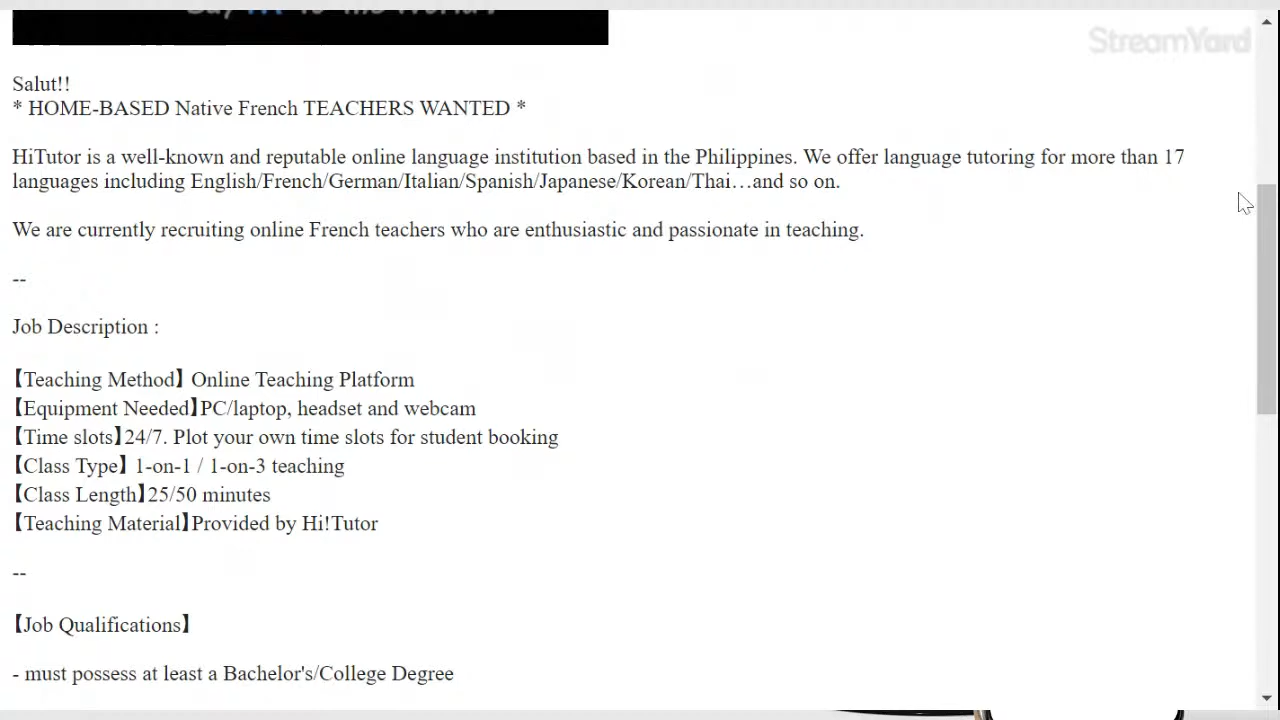 StreamYard
Salut!!
* HOME-BASED Native French TEACHERS WANTED *
HiTutor is a well-known and reputable online language institution based in the Philippines. We offer language tutoring for more than 17
languages including English/French/German/Italian/Spanish/Japanese/Korean/Thai…and so on.
We are currently recruiting online French teachers who are enthusiastic and passionate in teaching.
--
Job Description :
【Teaching Method】 Online Teaching Platform
【Equipment Needed】PC/laptop, headset and webcam
【Time slots】24/7. Plot your own time slots for student booking
【Class Type】 1-on-1 / 1-on-3 teaching
【Class Length】25/50 minutes
【Teaching Material】Provided by Hi!Tutor
--
【Job Qualifications】
- must possess at least a Bachelor's/College Degree